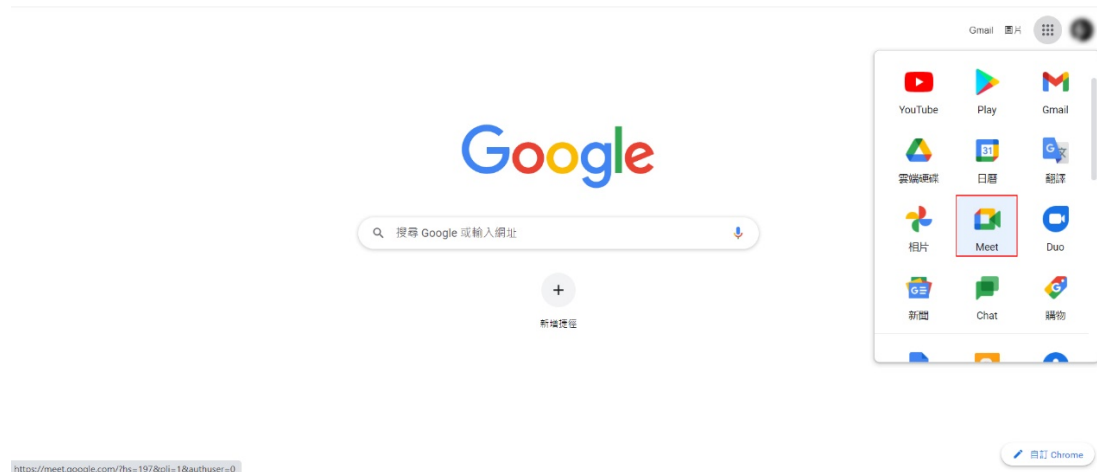 Gmail 圖片
YouTube Play Gmail
Google
31
雲端硬碟 日曆 翻譯
搜尋 Google 或輸入網址
相片 Meet Duo
新增捷徑
新聞 Chat 購物
自訂 Chrome
https://meet.google.com/?hs=197&pli=1&authuser=0